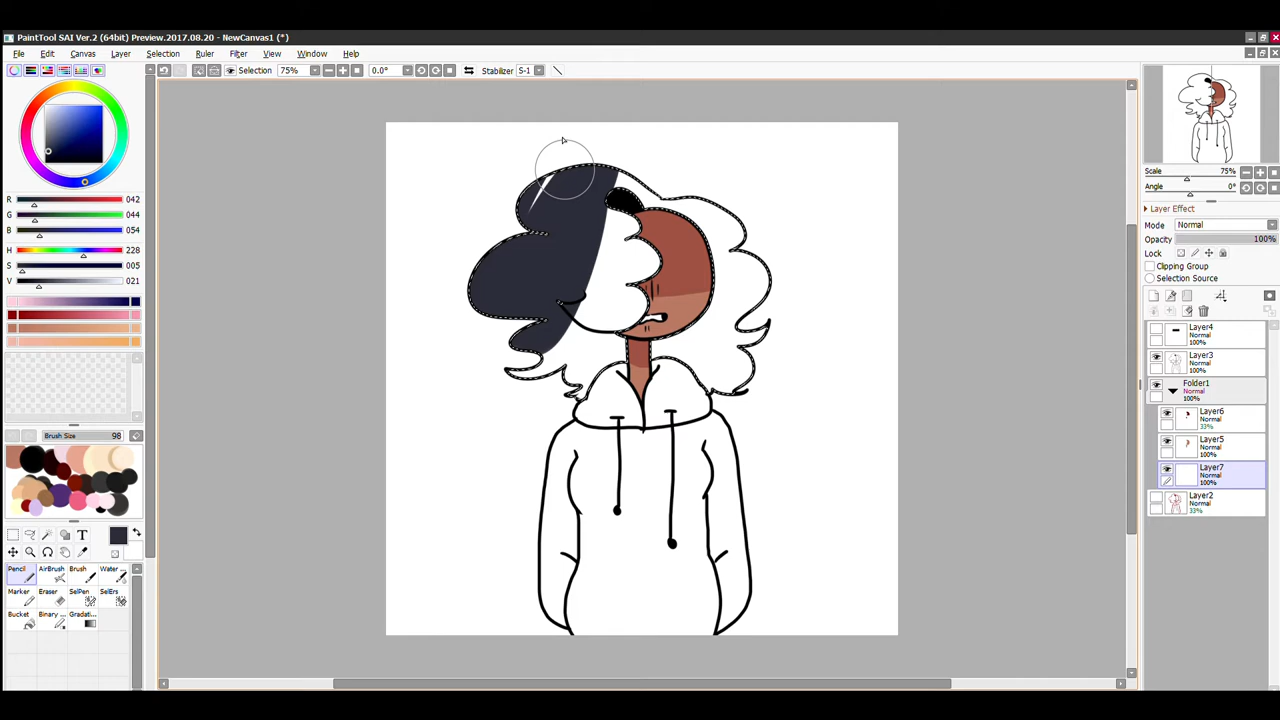 PaintTool SAI Ver.2 (64bit) Preview.2017.08.20 - NewCanvas1 (*)
File Edit Canvas Layer Selection Ruler Filter View Window Help
Selection 75% 0.0° Stabilizer S-1
R 042
G 044
B 054
H 228
S 005
V 021
Brush Size 98
T
Pencil AirBrush Brush Water ...
Marker Eraser SelPen SelErs
Bucket Binary ... Gradati...
Scale 75%
Angle 0°
Layer Effect
Mode Normal
Opacity 100%
Lock
Clipping Group
Selection Source
Layer4
Normal
100%
Layer3
Normal
100%
Folder1
Normal
100%
Layer6
Normal
33%
Layer5
Normal
100%
Layer7
Normal
100%
Layer2
Normal
33%